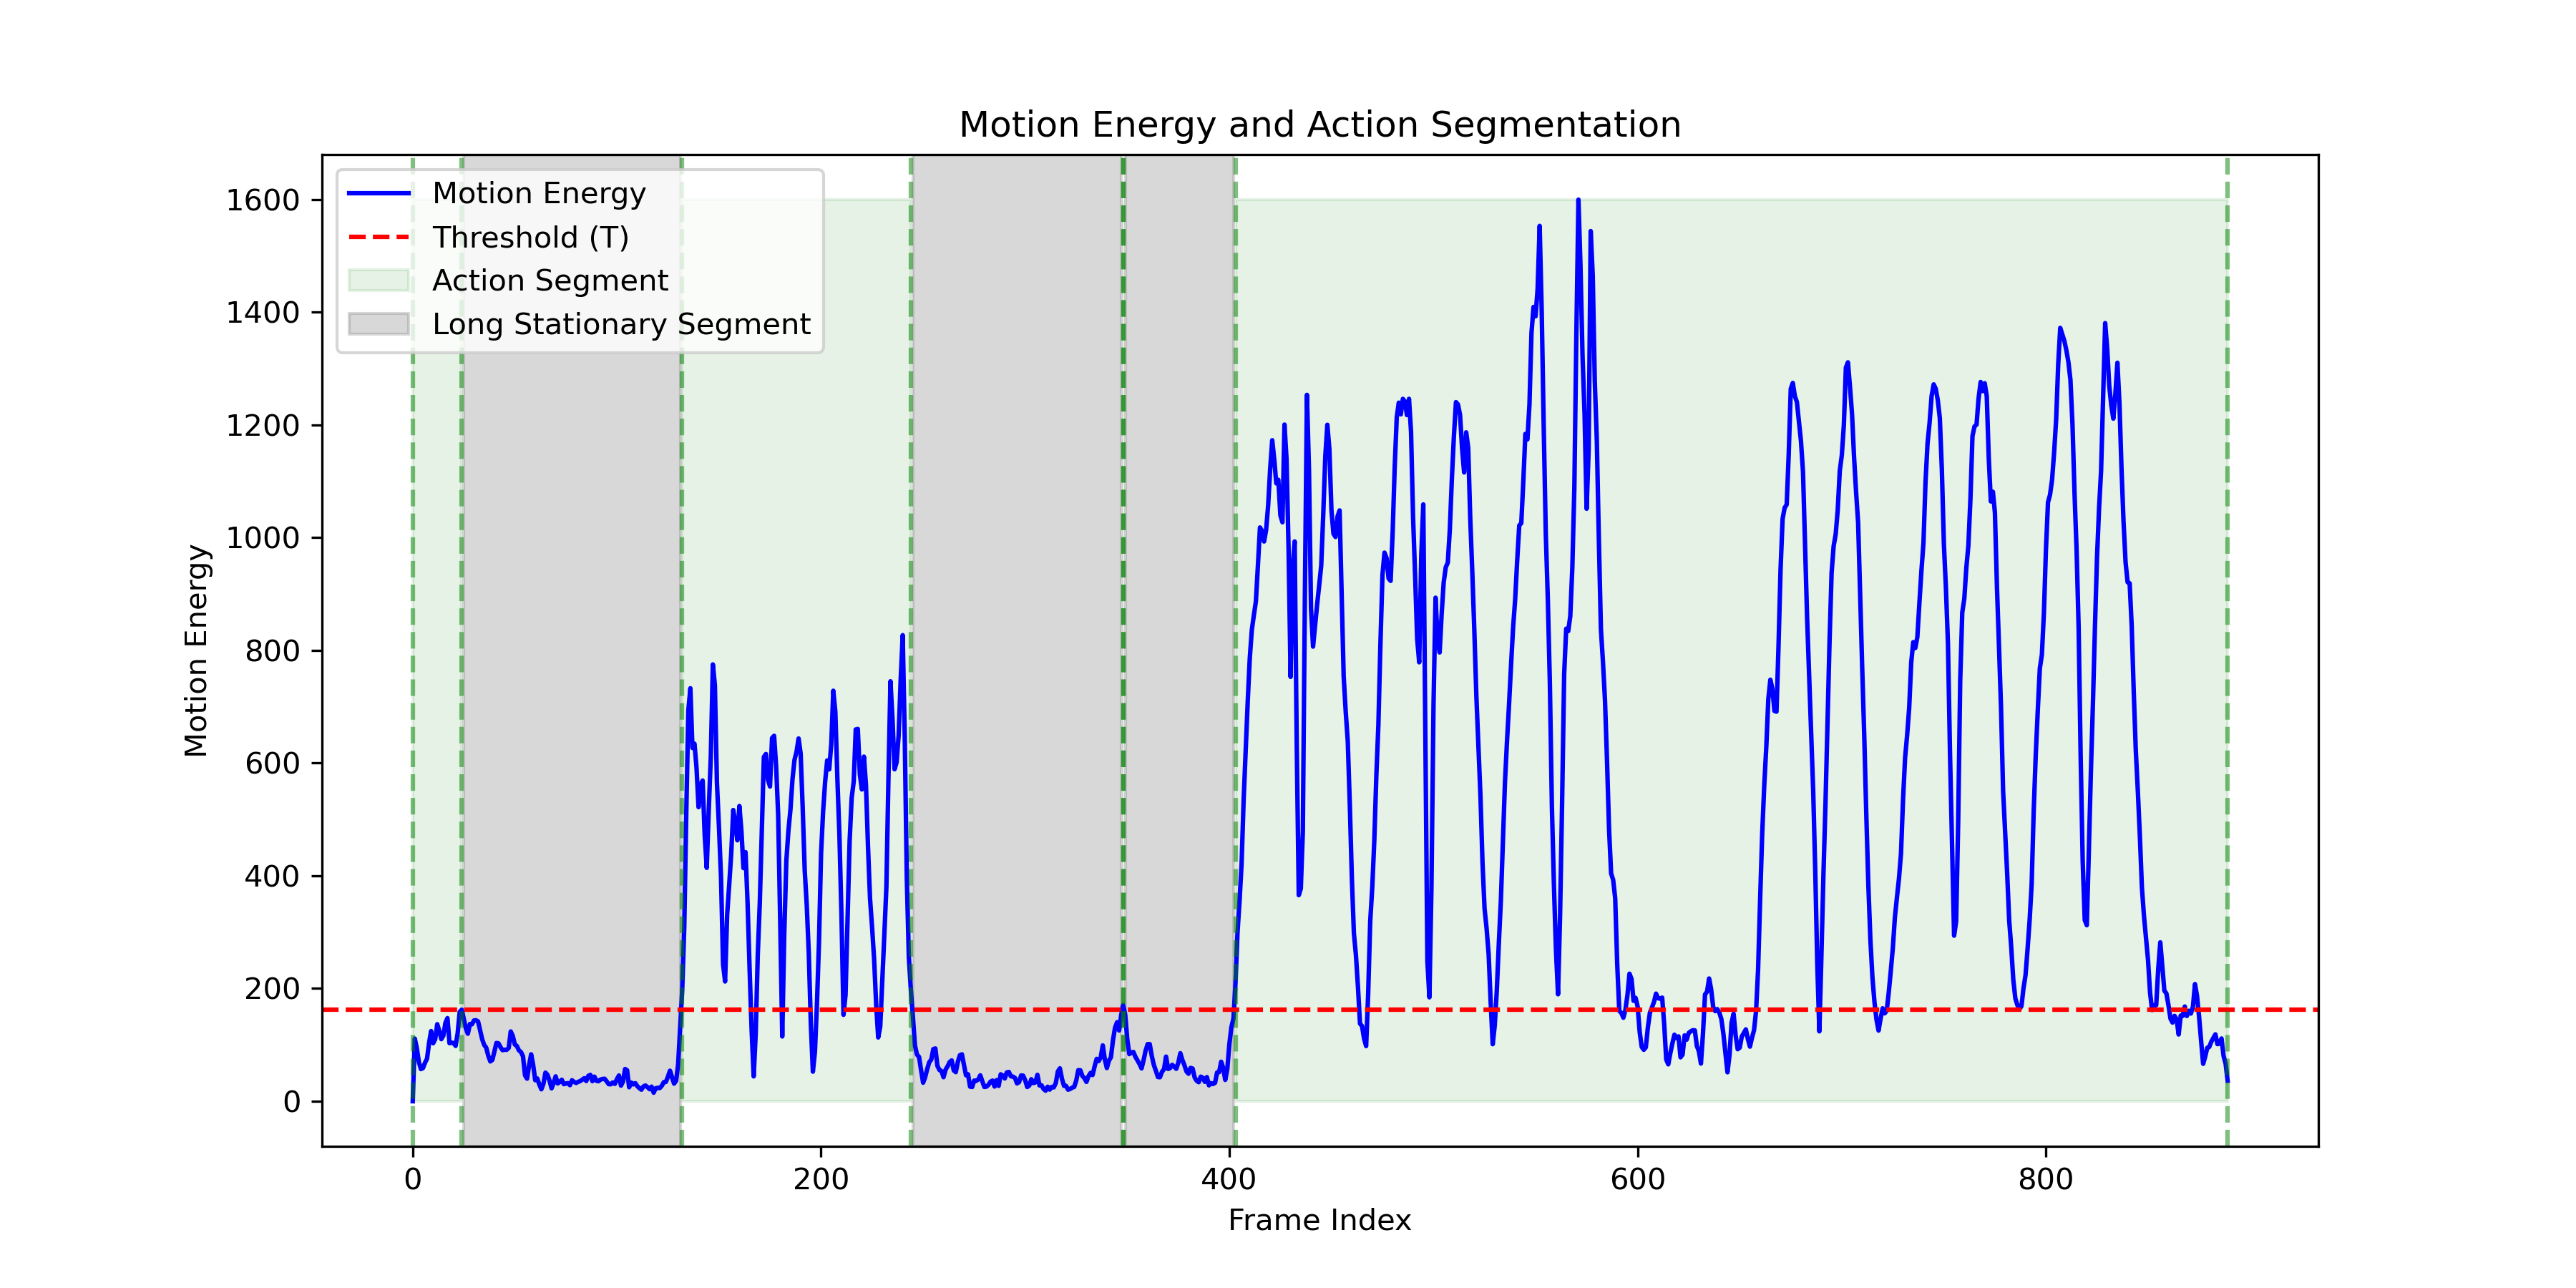 Motion Energy and Action Segmentation
Motion Energy
Threshold (T)
Action Segment
Long Stationary Segment
1600
1400
1200
1000
800
600
400
200
0
Motion Energy
0 200 400 600 800
Frame Index